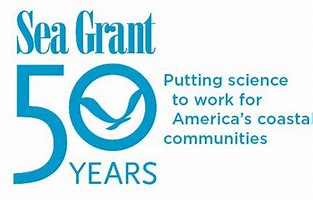 Sea Grant
50
YEARS
Putting science
to work for
America's coastal
communities